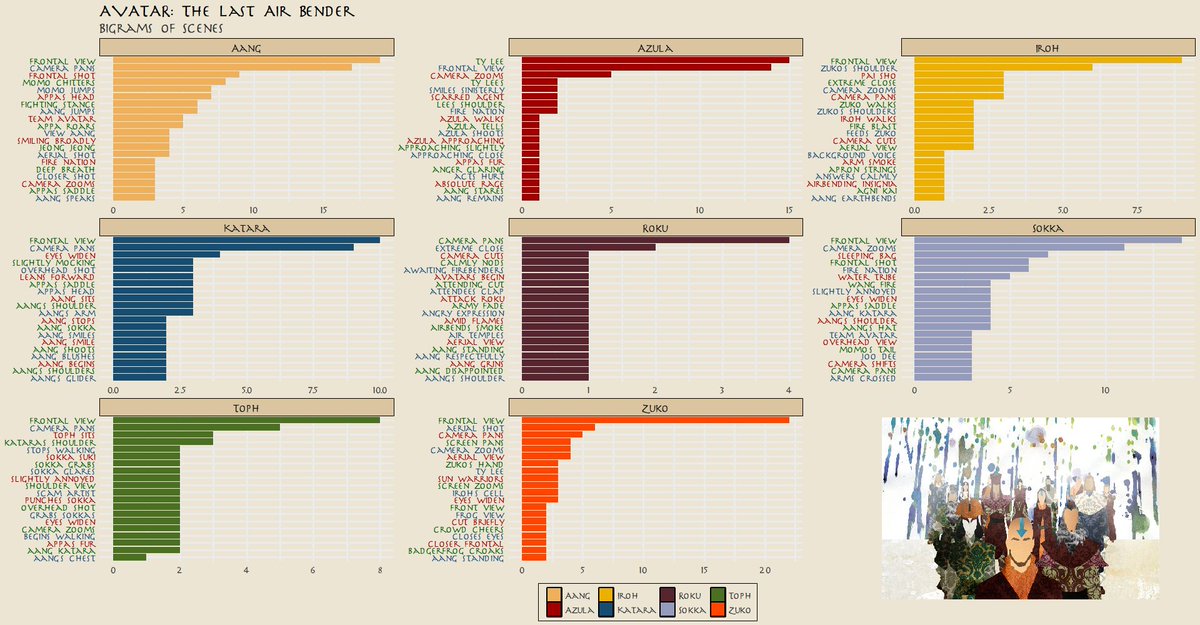 AVATAR: THE LAST AIR BENDER
BIGRAMS OF SCENES
AANG
FRONTAL VIEW
CAMERA PANS
FRONTAL SHOT
MOMO CHITTERS
MOMO JUMPS
APPAS HEAD
FIGHTING STANCE
AANG JUMPS
TEAM AVATAR
APPA ROARS
VIEW AANG
SMILING BROADLY
JEONG JEONG
AERIAL SHOT
FIRE NATION
DEEP BREATH
CLOSER SHOT
CAMERA ZOOMS
APPAS SADDLE
AANG SPEAKS
0 5 10 15
AZULA
TY LEE
FRONTAL VIEW
CAMERA ZOOMS
TY LEES
SMILES SINISTERLY
SCARRED AGENT
LEES SHOULDER
FIRE NATION
AZULA WALKS
AZULA TELLS
AZULA SHOOTS
AZULA APPROACHING
APPROACHING SLIGHTLY
APPROACHING CLOSE
APPAS FUR
ANGER GLARING
ACTS HURT
ABSOLUTE RAGE
AANG STARES
AANG REMAINS
0 5 10 15
IROH
FRONTAL VIEW
ZUKOS SHOULDER
PAI SHO
EXTREME CLOSE
CAMERA ZOOMS
CAMERA PANS
ZUKO WALKS
ZUKOS SHOULDERS
IROH WALKS
FIRE BLAST
FEEDS ZUKO
CAMERA CUTS
AERIAL VIEW
BACKGROUND VOICE
ARM SMOKE
APRON STRINGS
ANSWERS CALMLY
AIRBENDING INSIGNIA
AGNI KAI
AANG EARTHBENDS
0.0 2.5 5.0 7.5
KATARA
FRONTAL VIEW
CAMERA PANS
EYES WIDEN
SLIGHTLY MOCKING
OVERHEAD SHOT
LEANS FORWARD
APPAS SADDLE
APPAS HEAD
AANG SITS
AANGS SHOULDER
AANGS ARM
AANG STOPS
AANG SOKKA
AANG SMILES
AANG SMILE
AANG SHOOTS
AANG BLUSHES
AANG BEGINS
AANGS SHOULDERS
AANGS GLIDER
0.0 2.5 5.0 7.5 10.0
ROKU
CAMERA PANS
EXTREME CLOSE
CAMERA CUTS
CALMLY NODS
AWAITING FIREBENDERS
AVATARS BEGIN
ATTENDING CUT
ATTENDEES CLAP
ATTACK ROKU
ARMY FADE
ANGRY EXPRESSION
AMID FLAMES
AIRBENDS SMOKE
AIR TEMPLES
AERIAL VIEW
AANG STANDING
AANG RESPECTFULLY
AANG GRINS
AANG DISAPPOINTED
AANGS SHOULDER
0 1 2 3 4
SOKKA
FRONTAL VIEW
CAMERA ZOOMS
SLEEPING BAG
FRONTAL SHOT
FIRE NATION
WATER TRIBE
WANG FIRE
SLIGHTLY ANNOYED
EYES WIDEN
APPAS SADDLE
AANG KATARA
AANGS SHOULDER
AANGS HAT
TEAM AVATAR
OVERHEAD VIEW
MOMOS TAIL
JOO DEE
CAMERA SHIFTS
CAMERA PANS
ARMS CROSSED
0 5 10
TOPH
FRONTAL VIEW
CAMERA PANS
TOPH SITS
KATARAS SHOULDER
STOPS WALKING
SOKKA SUKI
SOKKA GRABS
SOKKA GLARES
SLIGHTLY ANNOYED
SHOULDER VIEW
SCAM ARTIST
PUNCHES SOKKA
OVERHEAD SHOT
GRABS SOKKAS
EYES WIDEN
CAMERA ZOOMS
BEGINS WALKING
APPAS FUR
AANG KATARA
AANGS CHEST
0 2 4 6 8
ZUKO
FRONTAL VIEW
AERIAL SHOT
CAMERA PANS
SCREEN PANS
CAMERA ZOOMS
AERIAL VIEW
ZUKOS HAND
TY LEE
SUN WARRIORS
SCREEN ZOOMS
IROHS CELL
EYES WIDEN
FRONT VIEW
FROG VIEW
CUT BRIEFLY
CROWD CHEERS
CLOSES EYES
CLOSER FRONTAL
BADGERFROG CROAKS
AANG STANDING
0 5 10 15 20
AANG IROH ROKU TOPH
AZULA KATARA SOKKA ZUKO